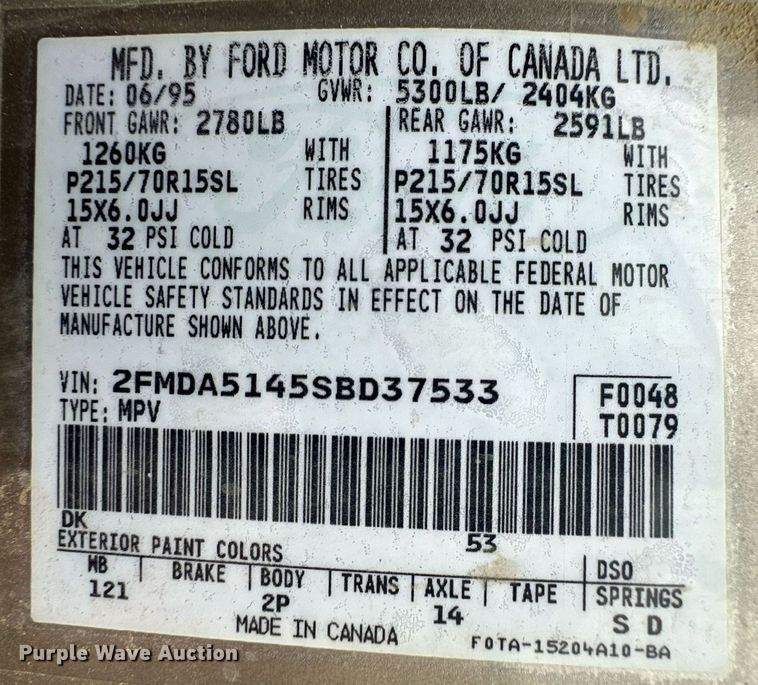 MFD. BY FORD MOTOR CO. OF CANADA LTD.
DATE: 06/95 GVWR: 5300LB/ 2404KG
FRONT GAWR: 2780LB REAR GAWR: 2591LB
1260KG WITH 1175KG WITH
P215/70R15SL TIRES P215/70R15SL TIRES
15X6.0JJ RIMS 15X6.0JJ RIMS
AT 32 PSI COLD AT 32 PSI COLD
THIS VEHICLE CONFORMS TO ALL APPLICABLE FEDERAL MOTOR
VEHICLE SAFETY STANDARDS IN EFFECT ON THE DATE OF
MANUFACTURE SHOWN ABOVE.
VIN: 2FMDA5145SBD37533 F0048
TYPE: MPV T0079
DK 53
EXTERIOR PAINT COLORS DSO
WB BRAKE BODY TRANS AXLE TAPE SPRINGS
121 2P 14 S D
MADE IN CANADA F0TA-15204A10-BA
Purple Wave Auction